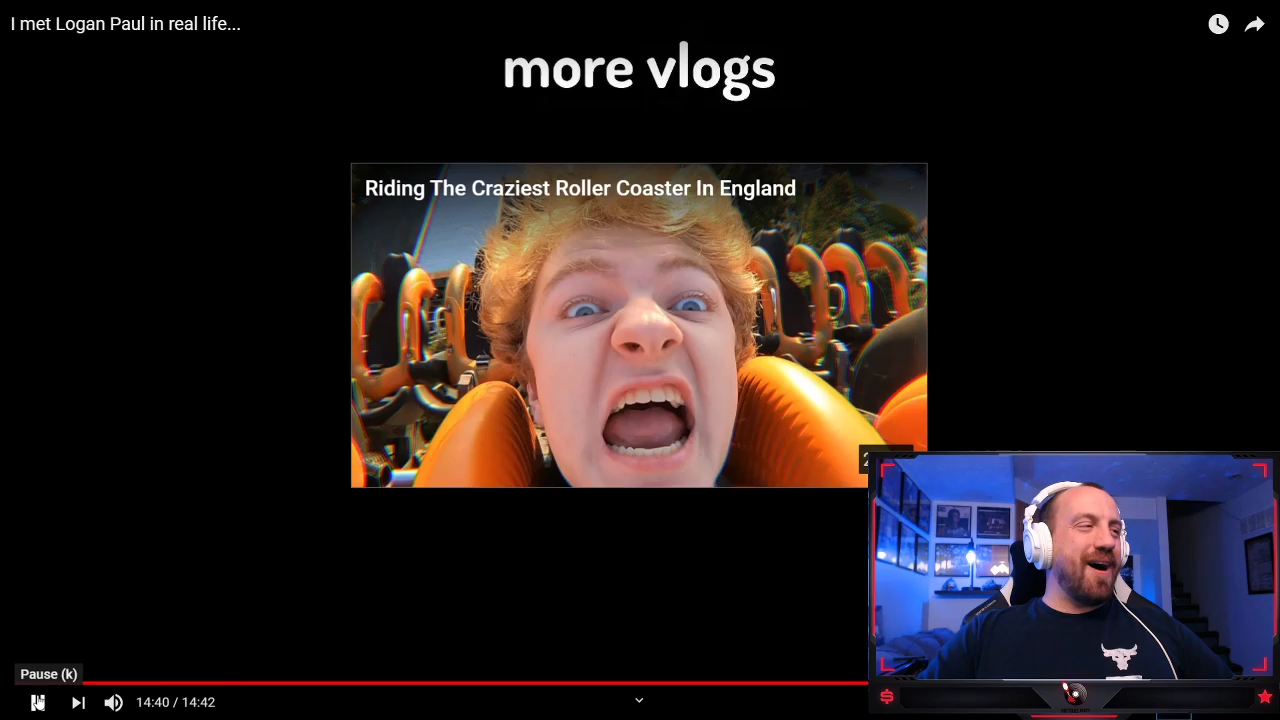 I met Logan Paul in real life...
more vlogs
Riding The Craziest Roller Coaster In England
Pause (k)
14:40 / 14:42